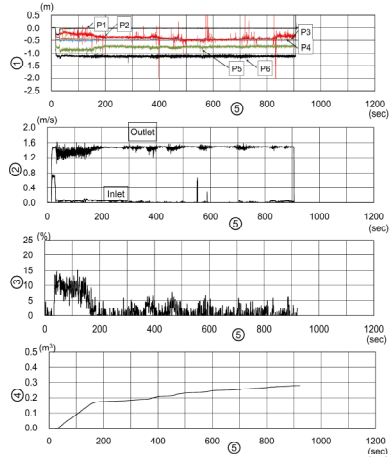 (m)
0.5
0.0
-0.5
-1.0
-1.5
-2.0
-2.5
P1
P2
P3
P4
P5
P6
①
0 200 400 600 800 1000 1200
⑤
(sec)
(m/s)
2.0
1.6
1.2
0.8
0.4
0.0
Outlet
Inlet
②
0 200 400 600 800 1000 1200
⑤
(sec)
(%)
25
20
15
10
5
0
③
0 200 400 600 800 1000 1200
⑤
(sec)
(m³)
0.5
0.4
0.3
0.2
0.1
0.0
④
0 200 400 600 800 1000 1200
⑤
(sec)